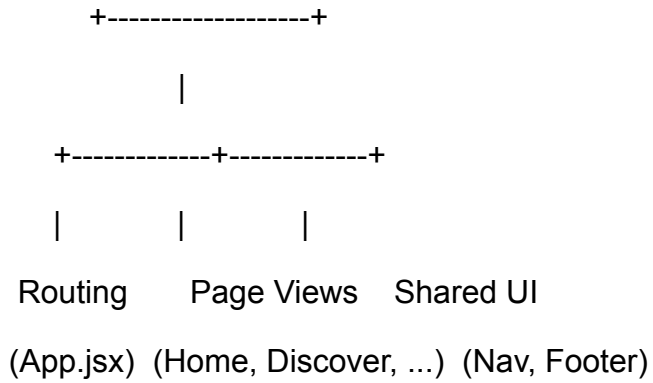 +-------------------+
|
+-------------+-------------+
| | |
Routing Page Views Shared UI
(App.jsx) (Home, Discover, ...) (Nav, Footer)